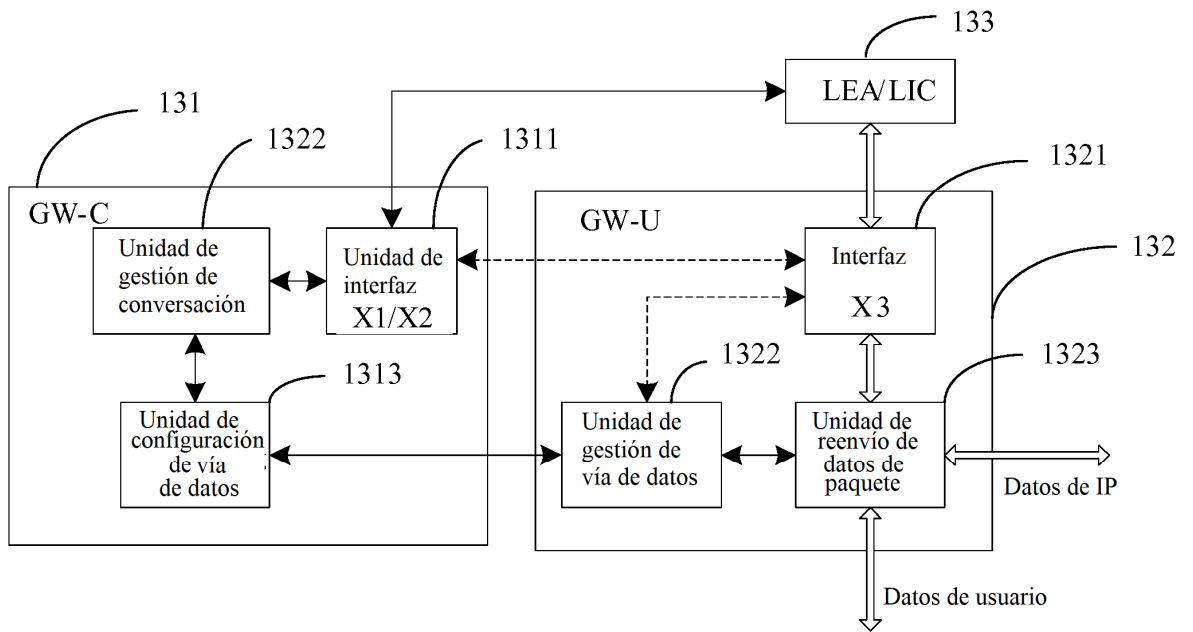 133
LEA/LIC
131
1322
1311
1321
GW-C
GW-U
132
Unidad de
gestión de
conversación
Unidad de
interfaz
X1/X2
Interfaz
X3
1313
1322
1323
Unidad de
configuración
de vía
de datos
Unidad de
gestión de
vía de datos
Unidad de
reenvío de
datos de
paquete
Datos de IP
Datos de usuario